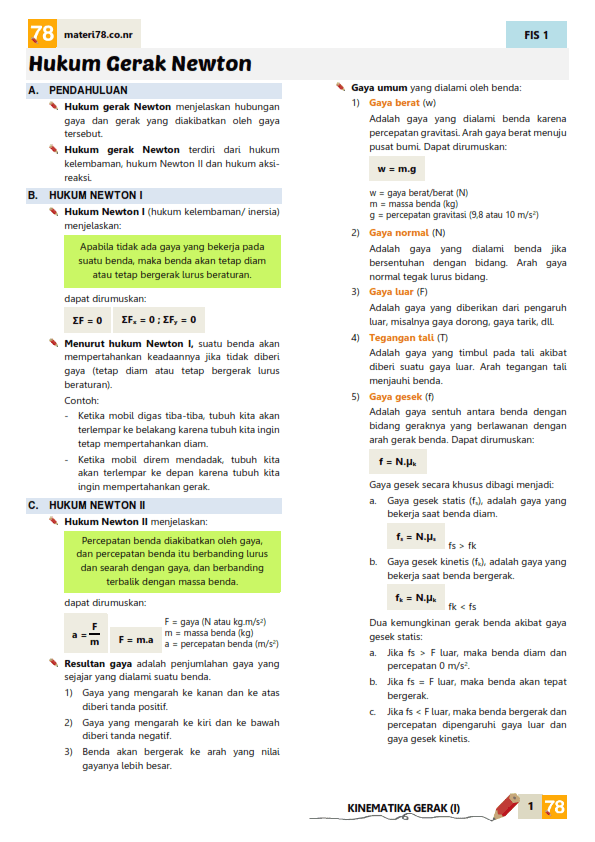 78 materi78.co.nr
FIS 1
Hukum Gerak Newton
A. PENDAHULUAN
Hukum gerak Newton menjelaskan hubungan
gaya dan gerak yang diakibatkan oleh gaya
tersebut.
Hukum gerak Newton terdiri dari hukum
kelembaman, hukum Newton II dan hukum aksi-
reaksi.
B. HUKUM NEWTON I
Hukum Newton I (hukum kelembaman/ inersia)
menjelaskan:
Apabila tidak ada gaya yang bekerja pada
suatu benda, maka benda akan tetap diam
atau tetap bergerak lurus beraturan.
dapat dirumuskan:
ΣF = 0 ΣFₓ = 0 ; ΣFᵧ = 0
Menurut hukum Newton I, suatu benda akan
mempertahankan keadaannya jika tidak diberi
gaya (tetap diam atau tetap bergerak lurus
beraturan).
Contoh:
- Ketika mobil digas tiba-tiba, tubuh kita akan
terlempar ke belakang karena tubuh kita ingin
tetap mempertahankan diam.
- Ketika mobil direm mendadak, tubuh kita
akan terlempar ke depan karena tubuh kita
ingin mempertahankan gerak.
C. HUKUM NEWTON II
Hukum Newton II menjelaskan:
Percepatan benda diakibatkan oleh gaya,
dan percepatan benda itu berbanding lurus
dan searah dengan gaya, dan berbanding
terbalik dengan massa benda.
dapat dirumuskan:
a = F/m F = m.a
F = gaya (N atau kg.m/s²)
m = massa benda (kg)
a = percepatan benda (m/s²)
Resultan gaya adalah penjumlahan gaya yang
sejajar yang dialami suatu benda.
1) Gaya yang mengarah ke kanan dan ke atas
diberi tanda positif.
2) Gaya yang mengarah ke kiri dan ke bawah
diberi tanda negatif.
3) Benda akan bergerak ke arah yang nilai
gayanya lebih besar.
Gaya umum yang dialami oleh benda:
1) Gaya berat (w)
Adalah gaya yang dialami benda karena
percepatan gravitasi. Arah gaya berat menuju
pusat bumi. Dapat dirumuskan:
w = m.g
w = gaya berat/berat (N)
m = massa benda (kg)
g = percepatan gravitasi (9,8 atau 10 m/s²)
2) Gaya normal (N)
Adalah gaya yang dialami benda jika
bersentuhan dengan bidang. Arah gaya
normal tegak lurus bidang.
3) Gaya luar (F)
Adalah gaya yang diberikan dari pengaruh
luar, misalnya gaya dorong, gaya tarik, dll.
4) Tegangan tali (T)
Adalah gaya yang timbul pada tali akibat
diberi suatu gaya luar. Arah tegangan tali
menjauhi benda.
5) Gaya gesek (f)
Adalah gaya sentuh antara benda dengan
bidang geraknya yang berlawanan dengan
arah gerak benda. Dapat dirumuskan:
f = N.μₖ
Gaya gesek secara khusus dibagi menjadi:
a. Gaya gesek statis (fₛ), adalah gaya yang
bekerja saat benda diam.
fₛ = N.μₛ fs > fk
b. Gaya gesek kinetis (fₖ), adalah gaya yang
bekerja saat benda bergerak.
fₖ = N.μₖ fk < fs
Dua kemungkinan gerak benda akibat gaya
gesek statis:
a. Jika fs > F luar, maka benda diam dan
percepatan 0 m/s².
b. Jika fs = F luar, maka benda akan tepat
bergerak.
c. Jika fs < F luar, maka benda bergerak dan
percepatan dipengaruhi gaya luar dan
gaya gesek kinetis.
KINEMATIKA GERAK (I) 1 78